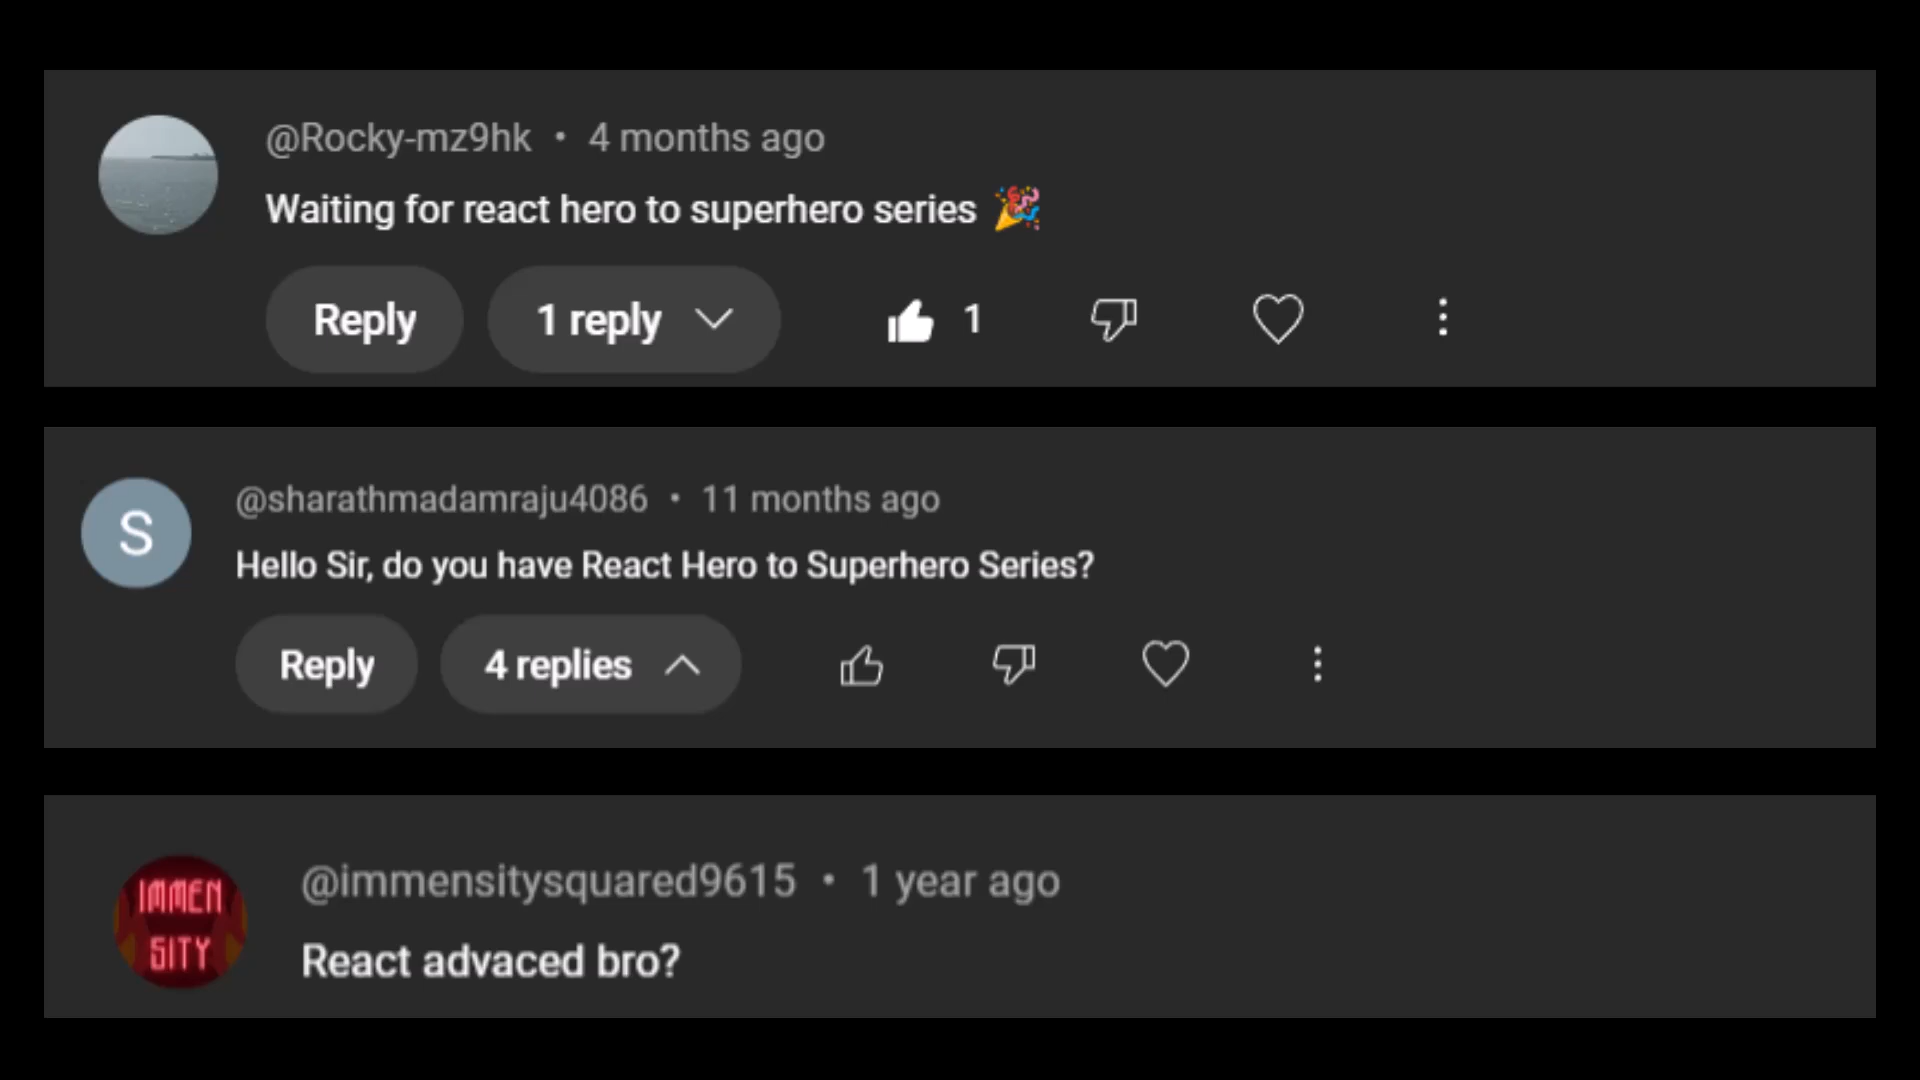 @Rocky-mz9hk • 4 months ago
Waiting for react hero to superhero series 🎉
Reply 1 reply 1
S
@sharathmadamraju4086 • 11 months ago
Hello Sir, do you have React Hero to Superhero Series?
Reply 4 replies
IMMEN
SITY
@immensitysquared9615 • 1 year ago
React advaced bro?